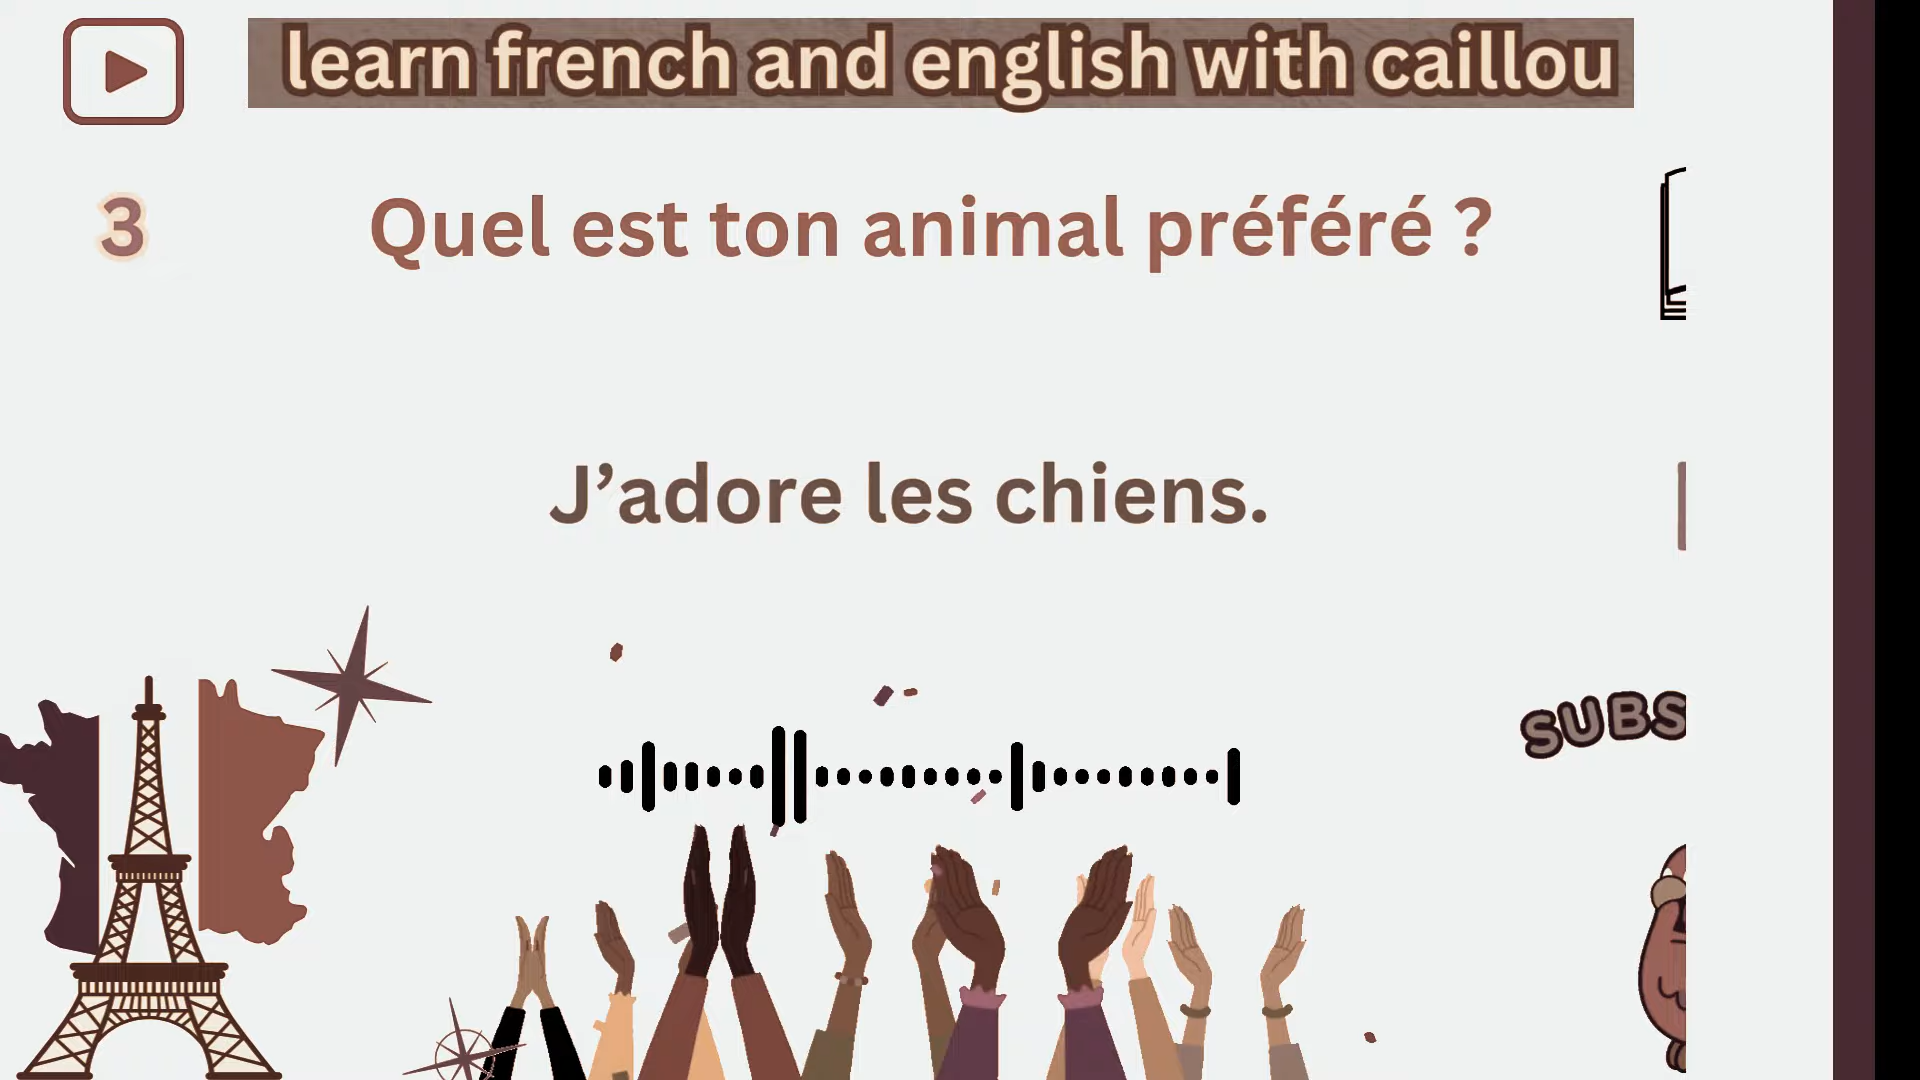 learn french and english with caillou
3
Quel est ton animal préféré ?
J’adore les chiens.
SUBS